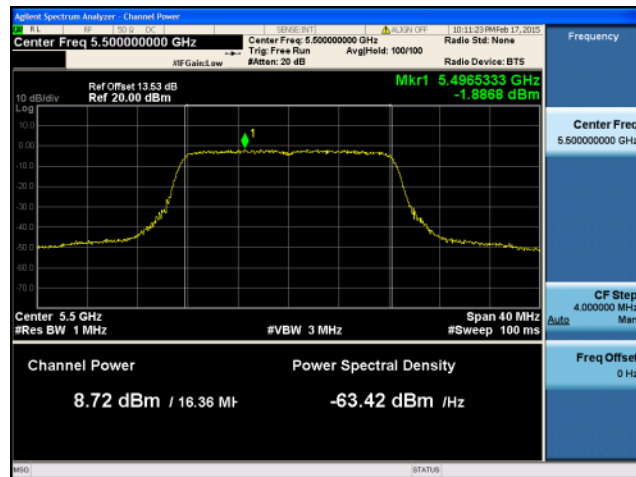 Agilent Spectrum Analyzer - Channel Power
RL RF 50 Ω DC SENSE:INT ALIGN OFF 10:11:23 PM Feb 17, 2015
Center Freq 5.500000000 GHz
Center Freq: 5.500000000 GHz
Radio Std: None
Trig: Free Run Avg|Hold: 100/100
#IFGain:Low
#Atten: 20 dB
Radio Device: BTS
Mkr1 5.4965333 GHz
-1.8868 dBm
Ref Offset 13.53 dB
10 dB/div Ref 20.00 dBm
Log
10.0
0.00
-10.0
-20.0
-30.0
-40.0
-50.0
-60.0
-70.0
1
Center 5.5 GHz Span 40 MHz
#Res BW 1 MHz #VBW 3 MHz #Sweep 100 ms
Channel Power Power Spectral Density
8.72 dBm / 16.36 MH -63.42 dBm /Hz
MSG STATUS
Frequency
Center Freq
5.500000000 GHz
CF Step
4.000000 MHz
Auto Man
Freq Offset
0 Hz